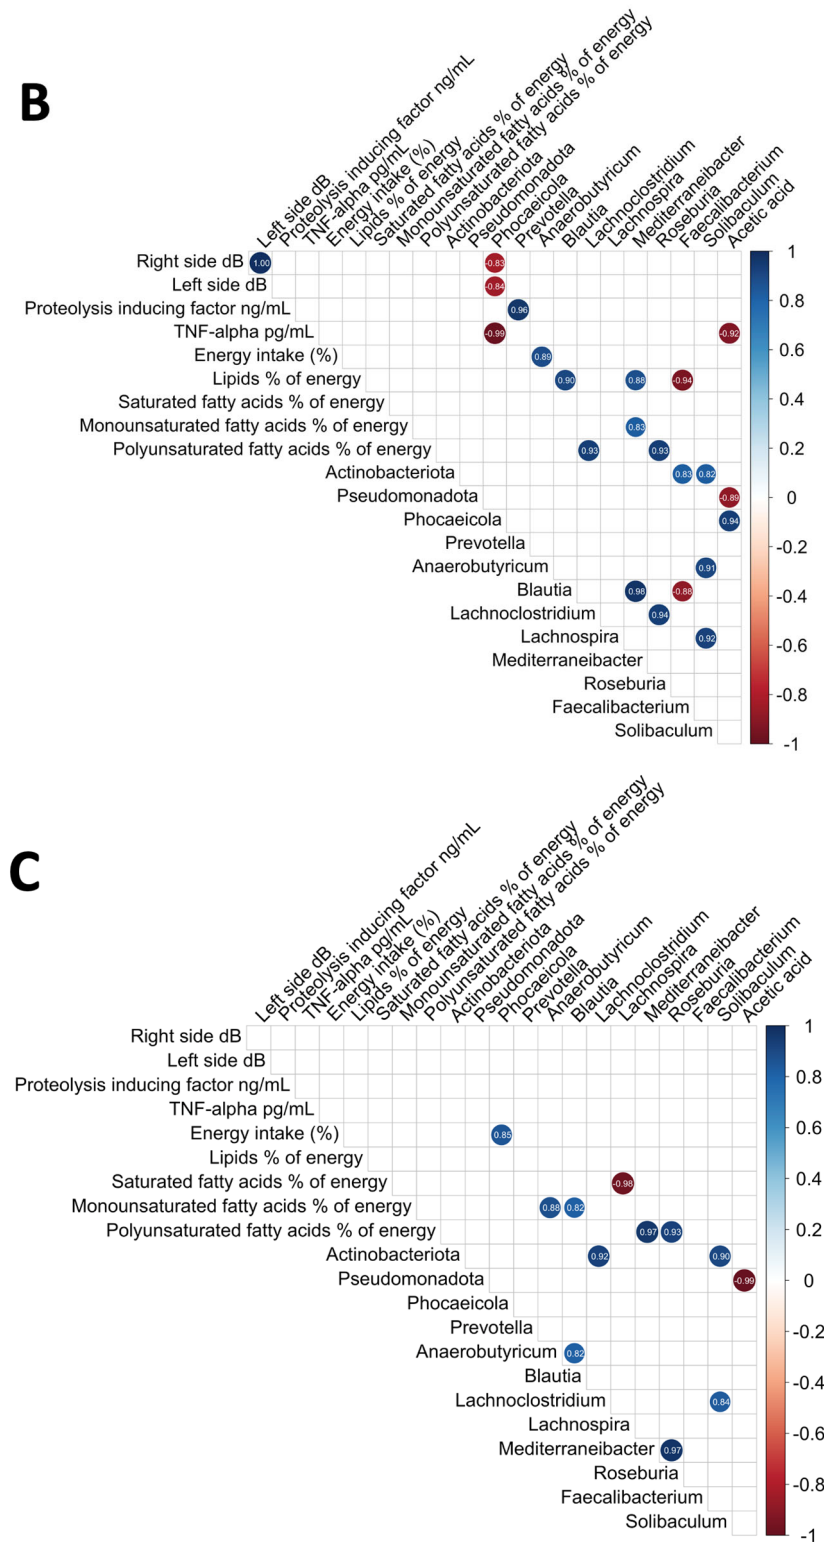 B
Left side dB
Proteolysis inducing factor ng/mL
TNF-alpha pg/mL
Energy intake (%)
Lipids % of energy
Saturated fatty acids % of energy
Monounsaturated fatty acids % of energy
Polyunsaturated fatty acids % of energy
Actinobacteriota
Pseudomonadota
Phocaeicola
Prevotella
Anaerobutyricum
Blautia
Lachnoclostridium
Lachnospira
Mediterraneibacter
Roseburia
Faecalibacterium
Solibaculum
Acetic acid
Right side dB 1.00 -0.83
Left side dB -0.84
Proteolysis inducing factor ng/mL 0.96
TNF-alpha pg/mL -0.99 -0.92
Energy intake (%) 0.89
Lipids % of energy 0.90 0.88 -0.94
Saturated fatty acids % of energy
Monounsaturated fatty acids % of energy 0.83
Polyunsaturated fatty acids % of energy 0.93 0.93
Actinobacteriota 0.83 0.82
Pseudomonadota -0.89
Phocaeicola 0.94
Prevotella
Anaerobutyricum 0.91
Blautia 0.98 -0.88
Lachnoclostridium 0.94
Lachnospira 0.92
Mediterraneibacter
Roseburia
Faecalibacterium
Solibaculum
1
0.8
0.6
0.4
0.2
0
-0.2
-0.4
-0.6
-0.8
-1
C
Left side dB
Proteolysis inducing factor ng/mL
TNF-alpha pg/mL
Energy intake (%)
Lipids % of energy
Saturated fatty acids % of energy
Monounsaturated fatty acids % of energy
Polyunsaturated fatty acids % of energy
Actinobacteriota
Pseudomonadota
Phocaeicola
Prevotella
Anaerobutyricum
Blautia
Lachnoclostridium
Lachnospira
Mediterraneibacter
Roseburia
Faecalibacterium
Solibaculum
Acetic acid
Right side dB
Left side dB
Proteolysis inducing factor ng/mL
TNF-alpha pg/mL
Energy intake (%) 0.85
Lipids % of energy
Saturated fatty acids % of energy -0.98
Monounsaturated fatty acids % of energy 0.88 0.82
Polyunsaturated fatty acids % of energy 0.97 0.93
Actinobacteriota 0.92 0.90
Pseudomonadota -0.99
Phocaeicola
Prevotella
Anaerobutyricum 0.82
Blautia
Lachnoclostridium 0.84
Lachnospira
Mediterraneibacter 0.97
Roseburia
Faecalibacterium
Solibaculum
1
0.8
0.6
0.4
0.2
0
-0.2
-0.4
-0.6
-0.8
-1